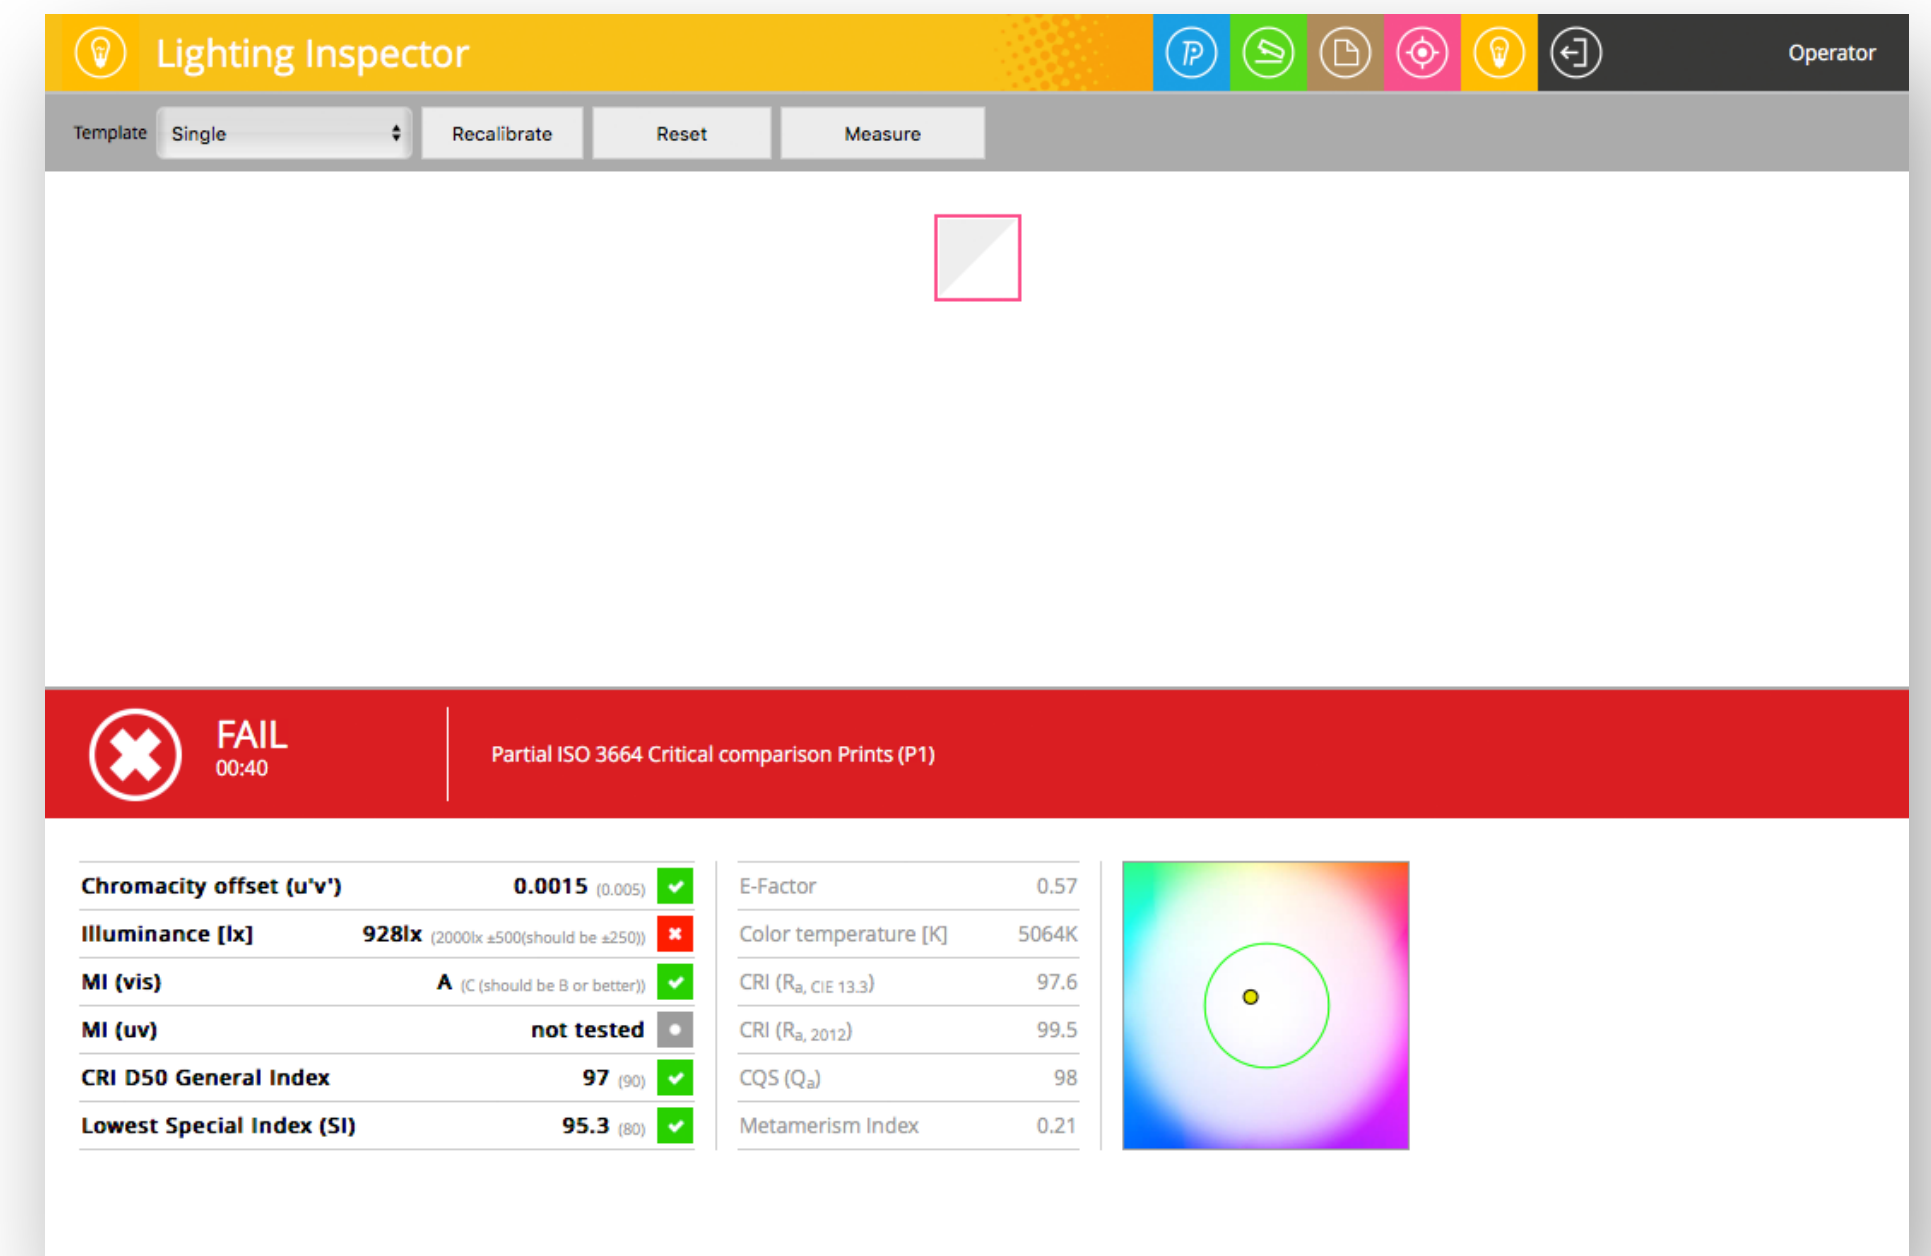 Lighting Inspector
Operator
Template Single Recalibrate Reset Measure
FAIL
00:40
Partial ISO 3664 Critical comparison Prints (P1)
Chromacity offset (u'v') 0.0015 (0.005)
Illuminance [lx] 928lx (2000lx ±500(should be ±250))
MI (vis) A (C (should be B or better))
MI (uv) not tested
CRI D50 General Index 97 (90)
Lowest Special Index (SI) 95.3 (80)
E-Factor 0.57
Color temperature [K] 5064K
CRI (Ra, CIE 13.3) 97.6
CRI (Ra, 2012) 99.5
CQS (Qa) 98
Metamerism Index 0.21